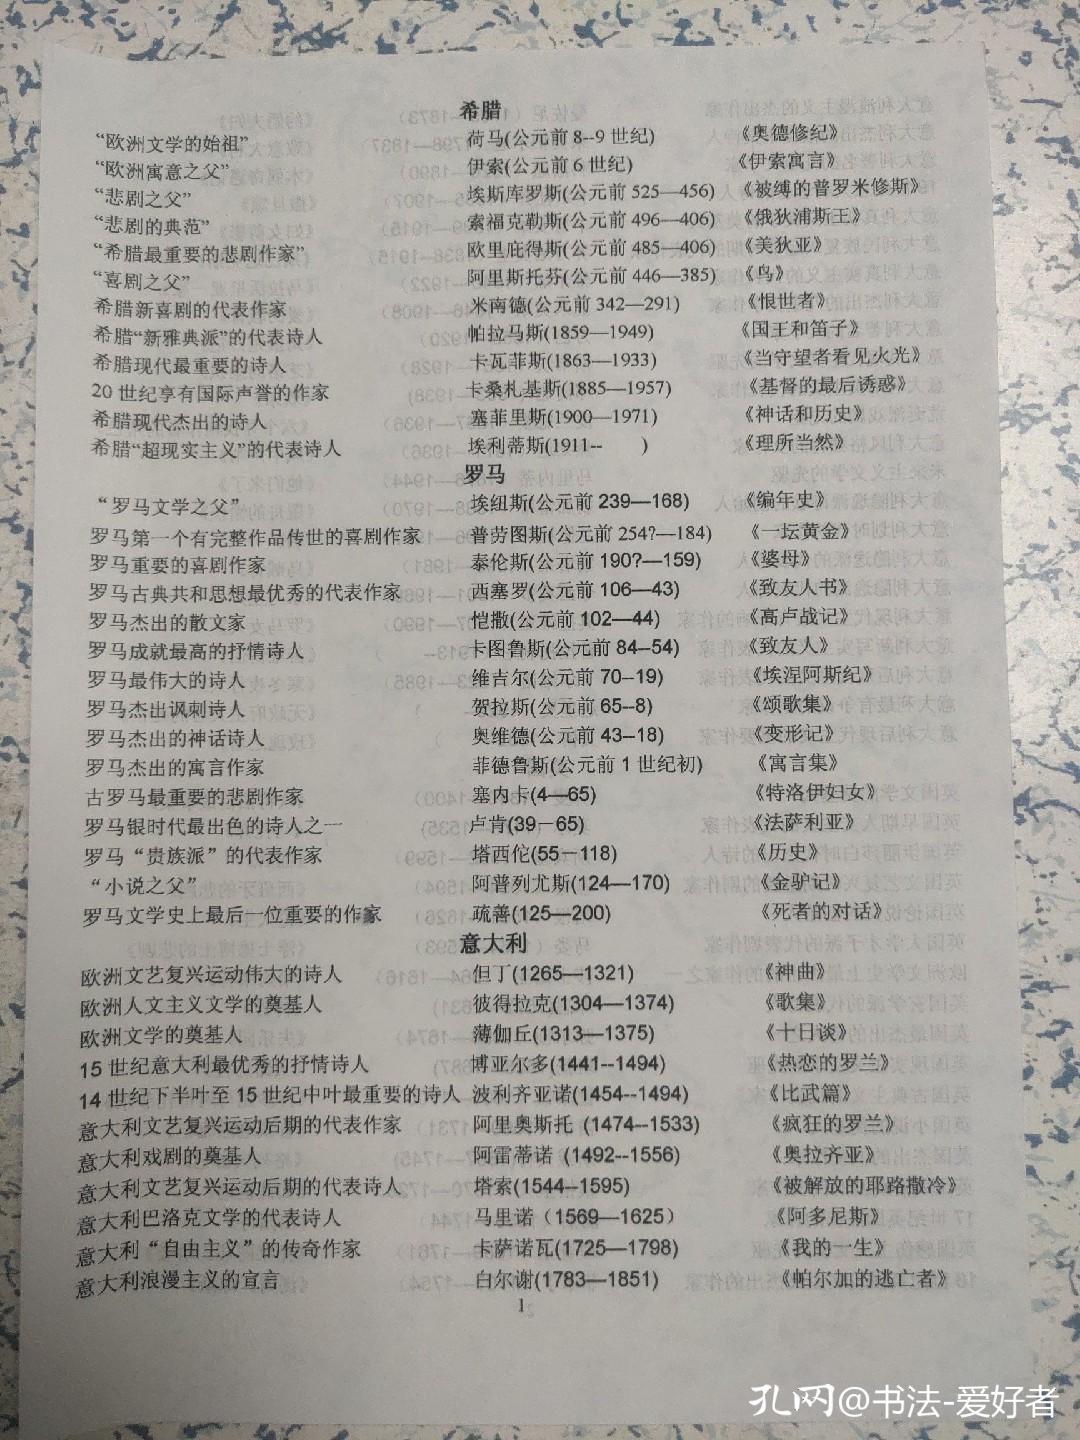 希腊
“欧洲文学的始祖” 荷马(公元前8--9世纪) 《奥德修纪》
“欧洲寓意之父” 伊索(公元前6世纪) 《伊索寓言》
“悲剧之父” 埃斯库罗斯(公元前525—456) 《被缚的普罗米修斯》
“悲剧的典范” 索福克勒斯(公元前496—406) 《俄狄浦斯王》
“希腊最重要的悲剧作家” 欧里庇得斯(公元前485—406) 《美狄亚》
“喜剧之父” 阿里斯托芬(公元前446—385) 《鸟》
希腊新喜剧的代表作家 米南德(公元前342—291) 《恨世者》
希腊“新雅典派”的代表诗人 帕拉马斯(1859—1949) 《国王和笛子》
希腊现代最重要的诗人 卡瓦菲斯(1863—1933) 《当守望者看见火光》
20世纪享有国际声誉的作家 卡桑札基斯(1885—1957) 《基督的最后诱惑》
希腊现代杰出的诗人 塞菲里斯(1900—1971) 《神话和历史》
希腊“超现实主义”的代表诗人 埃利蒂斯(1911-- ) 《理所当然》
罗马
“罗马文学之父” 埃纽斯(公元前239—168) 《编年史》
罗马第一个有完整作品传世的喜剧作家 普劳图斯(公元前254?—184) 《一坛黄金》
罗马重要的喜剧作家 泰伦斯(公元前190?—159) 《婆母》
罗马古典共和思想最优秀的代表作家 西塞罗(公元前106—43) 《致友人书》
罗马杰出的散文家 恺撒(公元前102—44) 《高卢战记》
罗马成就最高的抒情诗人 卡图鲁斯(公元前84--54) 《致友人》
罗马最伟大的诗人 维吉尔(公元前70--19) 《埃涅阿斯纪》
罗马杰出讽刺诗人 贺拉斯(公元前65--8) 《颂歌集》
罗马杰出的神话诗人 奥维德(公元前43--18) 《变形记》
罗马杰出的寓言作家 菲德鲁斯(公元前1世纪初) 《寓言集》
古罗马最重要的悲剧作家 塞内卡(4—65) 《特洛伊妇女》
罗马银时代最出色的诗人之一 卢肯(39－65) 《法萨利亚》
罗马“贵族派”的代表作家 塔西佗(55－118) 《历史》
“小说之父” 阿普列尤斯(124—170) 《金驴记》
罗马文学史上最后一位重要的作家 疏善(125—200) 《死者的对话》
意大利
欧洲文艺复兴运动伟大的诗人 但丁(1265—1321) 《神曲》
欧洲人文主义文学的奠基人 彼得拉克(1304—1374) 《歌集》
欧洲文学的奠基人 薄伽丘(1313—1375) 《十日谈》
15世纪意大利最优秀的抒情诗人 博亚尔多(1441--1494) 《热恋的罗兰》
14世纪下半叶至15世纪中叶最重要的诗人 波利齐亚诺(1454--1494) 《比武篇》
意大利文艺复兴运动后期的代表作家 阿里奥斯托 (1474--1533) 《疯狂的罗兰》
意大利戏剧的奠基人 阿雷蒂诺 (1492--1556) 《奥拉齐亚》
意大利文艺复兴运动后期的代表诗人 塔索(1544--1595) 《被解放的耶路撒冷》
意大利巴洛克文学的代表诗人 马里诺（1569—1625） 《阿多尼斯》
意大利“自由主义”的传奇作家 卡萨诺瓦(1725—1798) 《我的一生》
意大利浪漫主义的宣言 白尔谢(1783—1851) 《帕尔加的逃亡者》
1
孔网@书法-爱好者